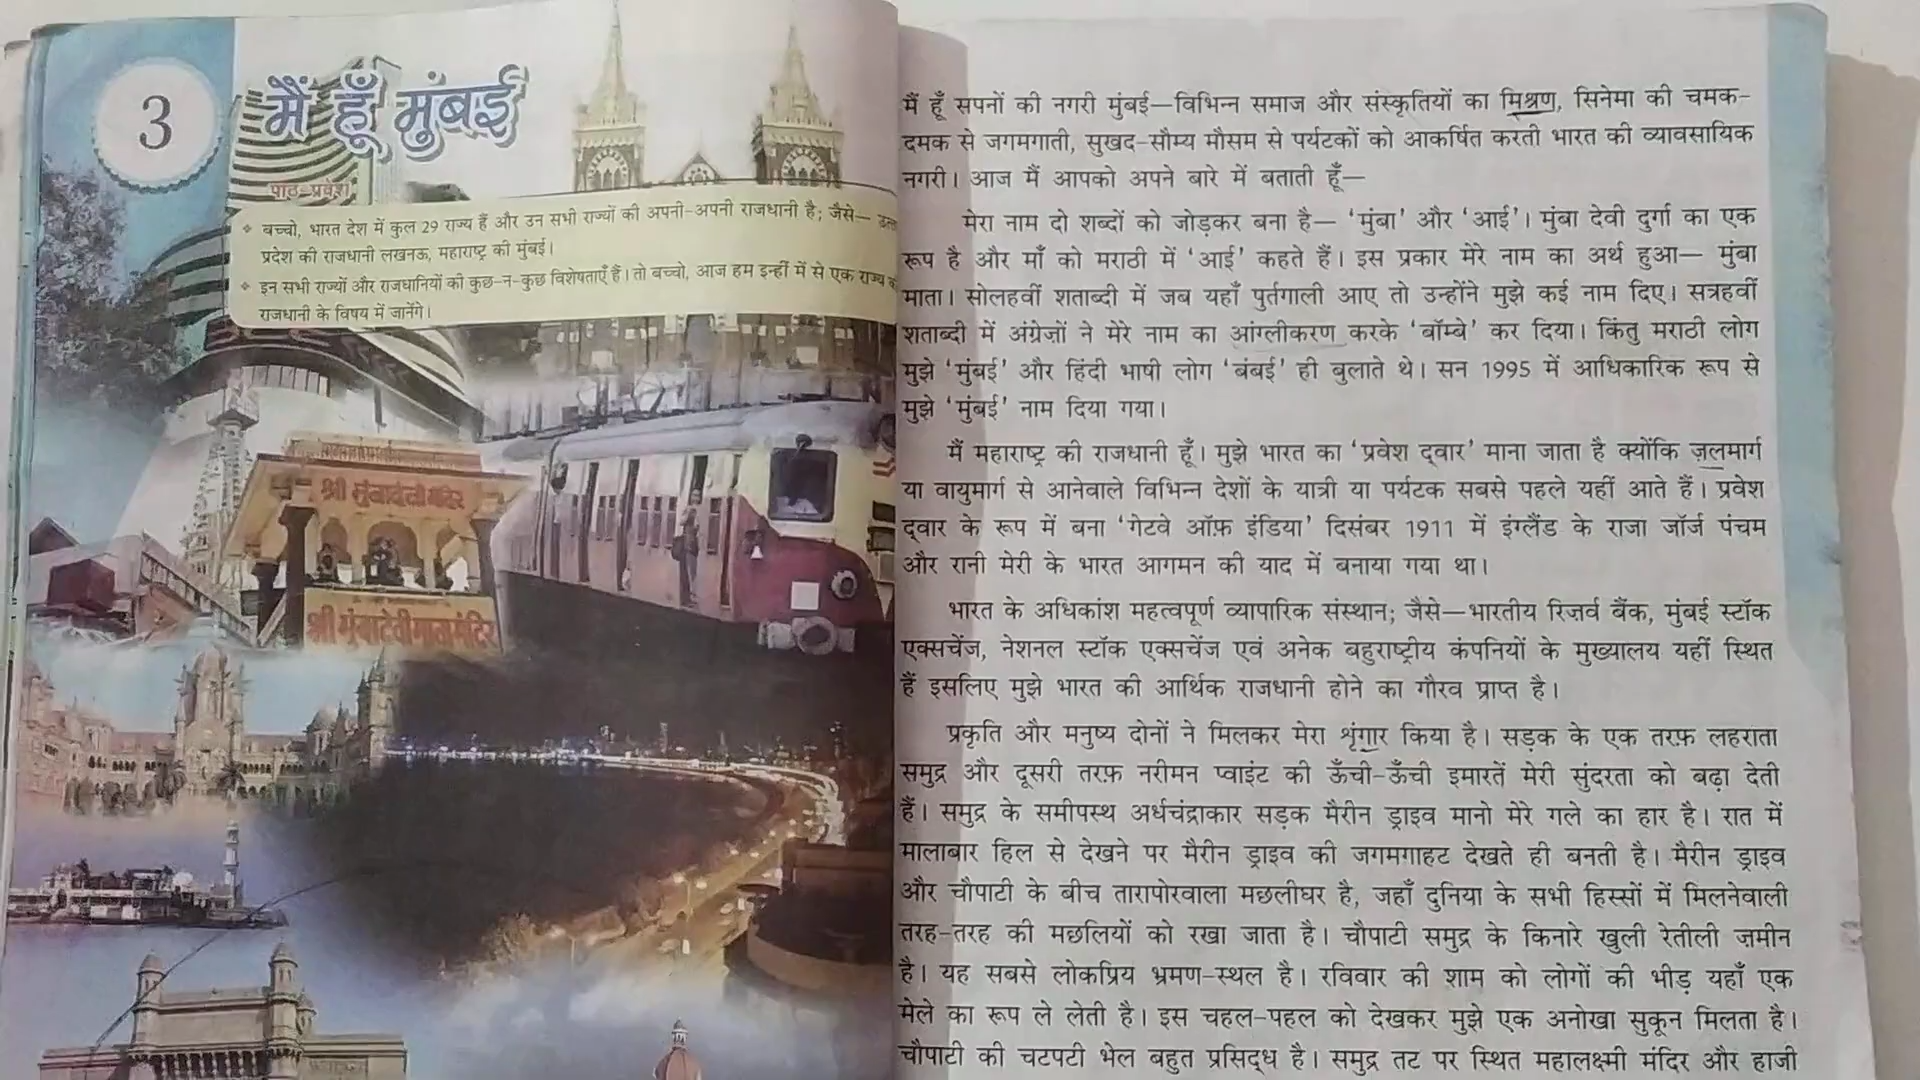 3
मैं हूँ मुंबई
पाठ-प्रवेश
❖ बच्चो, भारत देश में कुल 29 राज्य हैं और उन सभी राज्यों की अपनी-अपनी राजधानी है; जैसे—
प्रदेश की राजधानी लखनऊ, महाराष्ट्र की मुंबई।
❖ इन सभी राज्यों और राजधानियों की कुछ-न-कुछ विशेषताएँ हैं। तो बच्चो, आज हम इन्हीं में से एक राज्य
राजधानी के विषय में जानेंगे।
श्री मुंबादेवी मंदिर
श्री मुंबादेवी माता मंदिर
मैं हूँ सपनों की नगरी मुंबई—विभिन्न समाज और संस्कृतियों का मिश्रण, सिनेमा की चमक-
दमक से जगमगाती, सुखद-सौम्य मौसम से पर्यटकों को आकर्षित करती भारत की व्यावसायिक
नगरी। आज मैं आपको अपने बारे में बताती हूँ—
मेरा नाम दो शब्दों को जोड़कर बना है— ‘मुंबा’ और ‘आई’। मुंबा देवी दुर्गा का एक
रूप है और माँ को मराठी में ‘आई’ कहते हैं। इस प्रकार मेरे नाम का अर्थ हुआ— मुंबा
माता। सोलहवीं शताब्दी में जब यहाँ पुर्तगाली आए तो उन्होंने मुझे कई नाम दिए। सत्रहवीं
शताब्दी में अंग्रेज़ों ने मेरे नाम का आंग्लीकरण करके ‘बॉम्बे’ कर दिया। किंतु मराठी लोग
मुझे ‘मुंबई’ और हिंदी भाषी लोग ‘बंबई’ ही बुलाते थे। सन 1995 में आधिकारिक रूप से
मुझे ‘मुंबई’ नाम दिया गया।
मैं महाराष्ट्र की राजधानी हूँ। मुझे भारत का ‘प्रवेश द्वार’ माना जाता है क्योंकि ज़लमार्ग
या वायुमार्ग से आनेवाले विभिन्न देशों के यात्री या पर्यटक सबसे पहले यहीं आते हैं। प्रवेश
द्वार के रूप में बना ‘गेटवे ऑफ़ इंडिया’ दिसंबर 1911 में इंग्लैंड के राजा जॉर्ज पंचम
और रानी मेरी के भारत आगमन की याद में बनाया गया था।
भारत के अधिकांश महत्वपूर्ण व्यापारिक संस्थान; जैसे—भारतीय रिज़र्व बैंक, मुंबई स्टॉक
एक्सचेंज, नेशनल स्टॉक एक्सचेंज एवं अनेक बहुराष्ट्रीय कंपनियों के मुख्यालय यहीं स्थित
हैं इसलिए मुझे भारत की आर्थिक राजधानी होने का गौरव प्राप्त है।
प्रकृति और मनुष्य दोनों ने मिलकर मेरा शृंगार किया है। सड़क के एक तरफ़ लहराता
समुद्र और दूसरी तरफ़ नरीमन प्वाइंट की ऊँची-ऊँची इमारतें मेरी सुंदरता को बढ़ा देती
हैं। समुद्र के समीपस्थ अर्धचंद्राकार सड़क मैरीन ड्राइव मानो मेरे गले का हार है। रात में
मालाबार हिल से देखने पर मैरीन ड्राइव की जगमगाहट देखते ही बनती है। मैरीन ड्राइव
और चौपाटी के बीच तारापोरवाला मछलीघर है, जहाँ दुनिया के सभी हिस्सों में मिलनेवाली
तरह-तरह की मछलियों को रखा जाता है। चौपाटी समुद्र के किनारे खुली रेतीली ज़मीन
है। यह सबसे लोकप्रिय भ्रमण-स्थल है। रविवार की शाम को लोगों की भीड़ यहाँ एक
मेले का रूप ले लेती है। इस चहल-पहल को देखकर मुझे एक अनोखा सुकून मिलता है।
चौपाटी की चटपटी भेल बहुत प्रसिद्ध है। समुद्र तट पर स्थित महालक्ष्मी मंदिर और हाजी